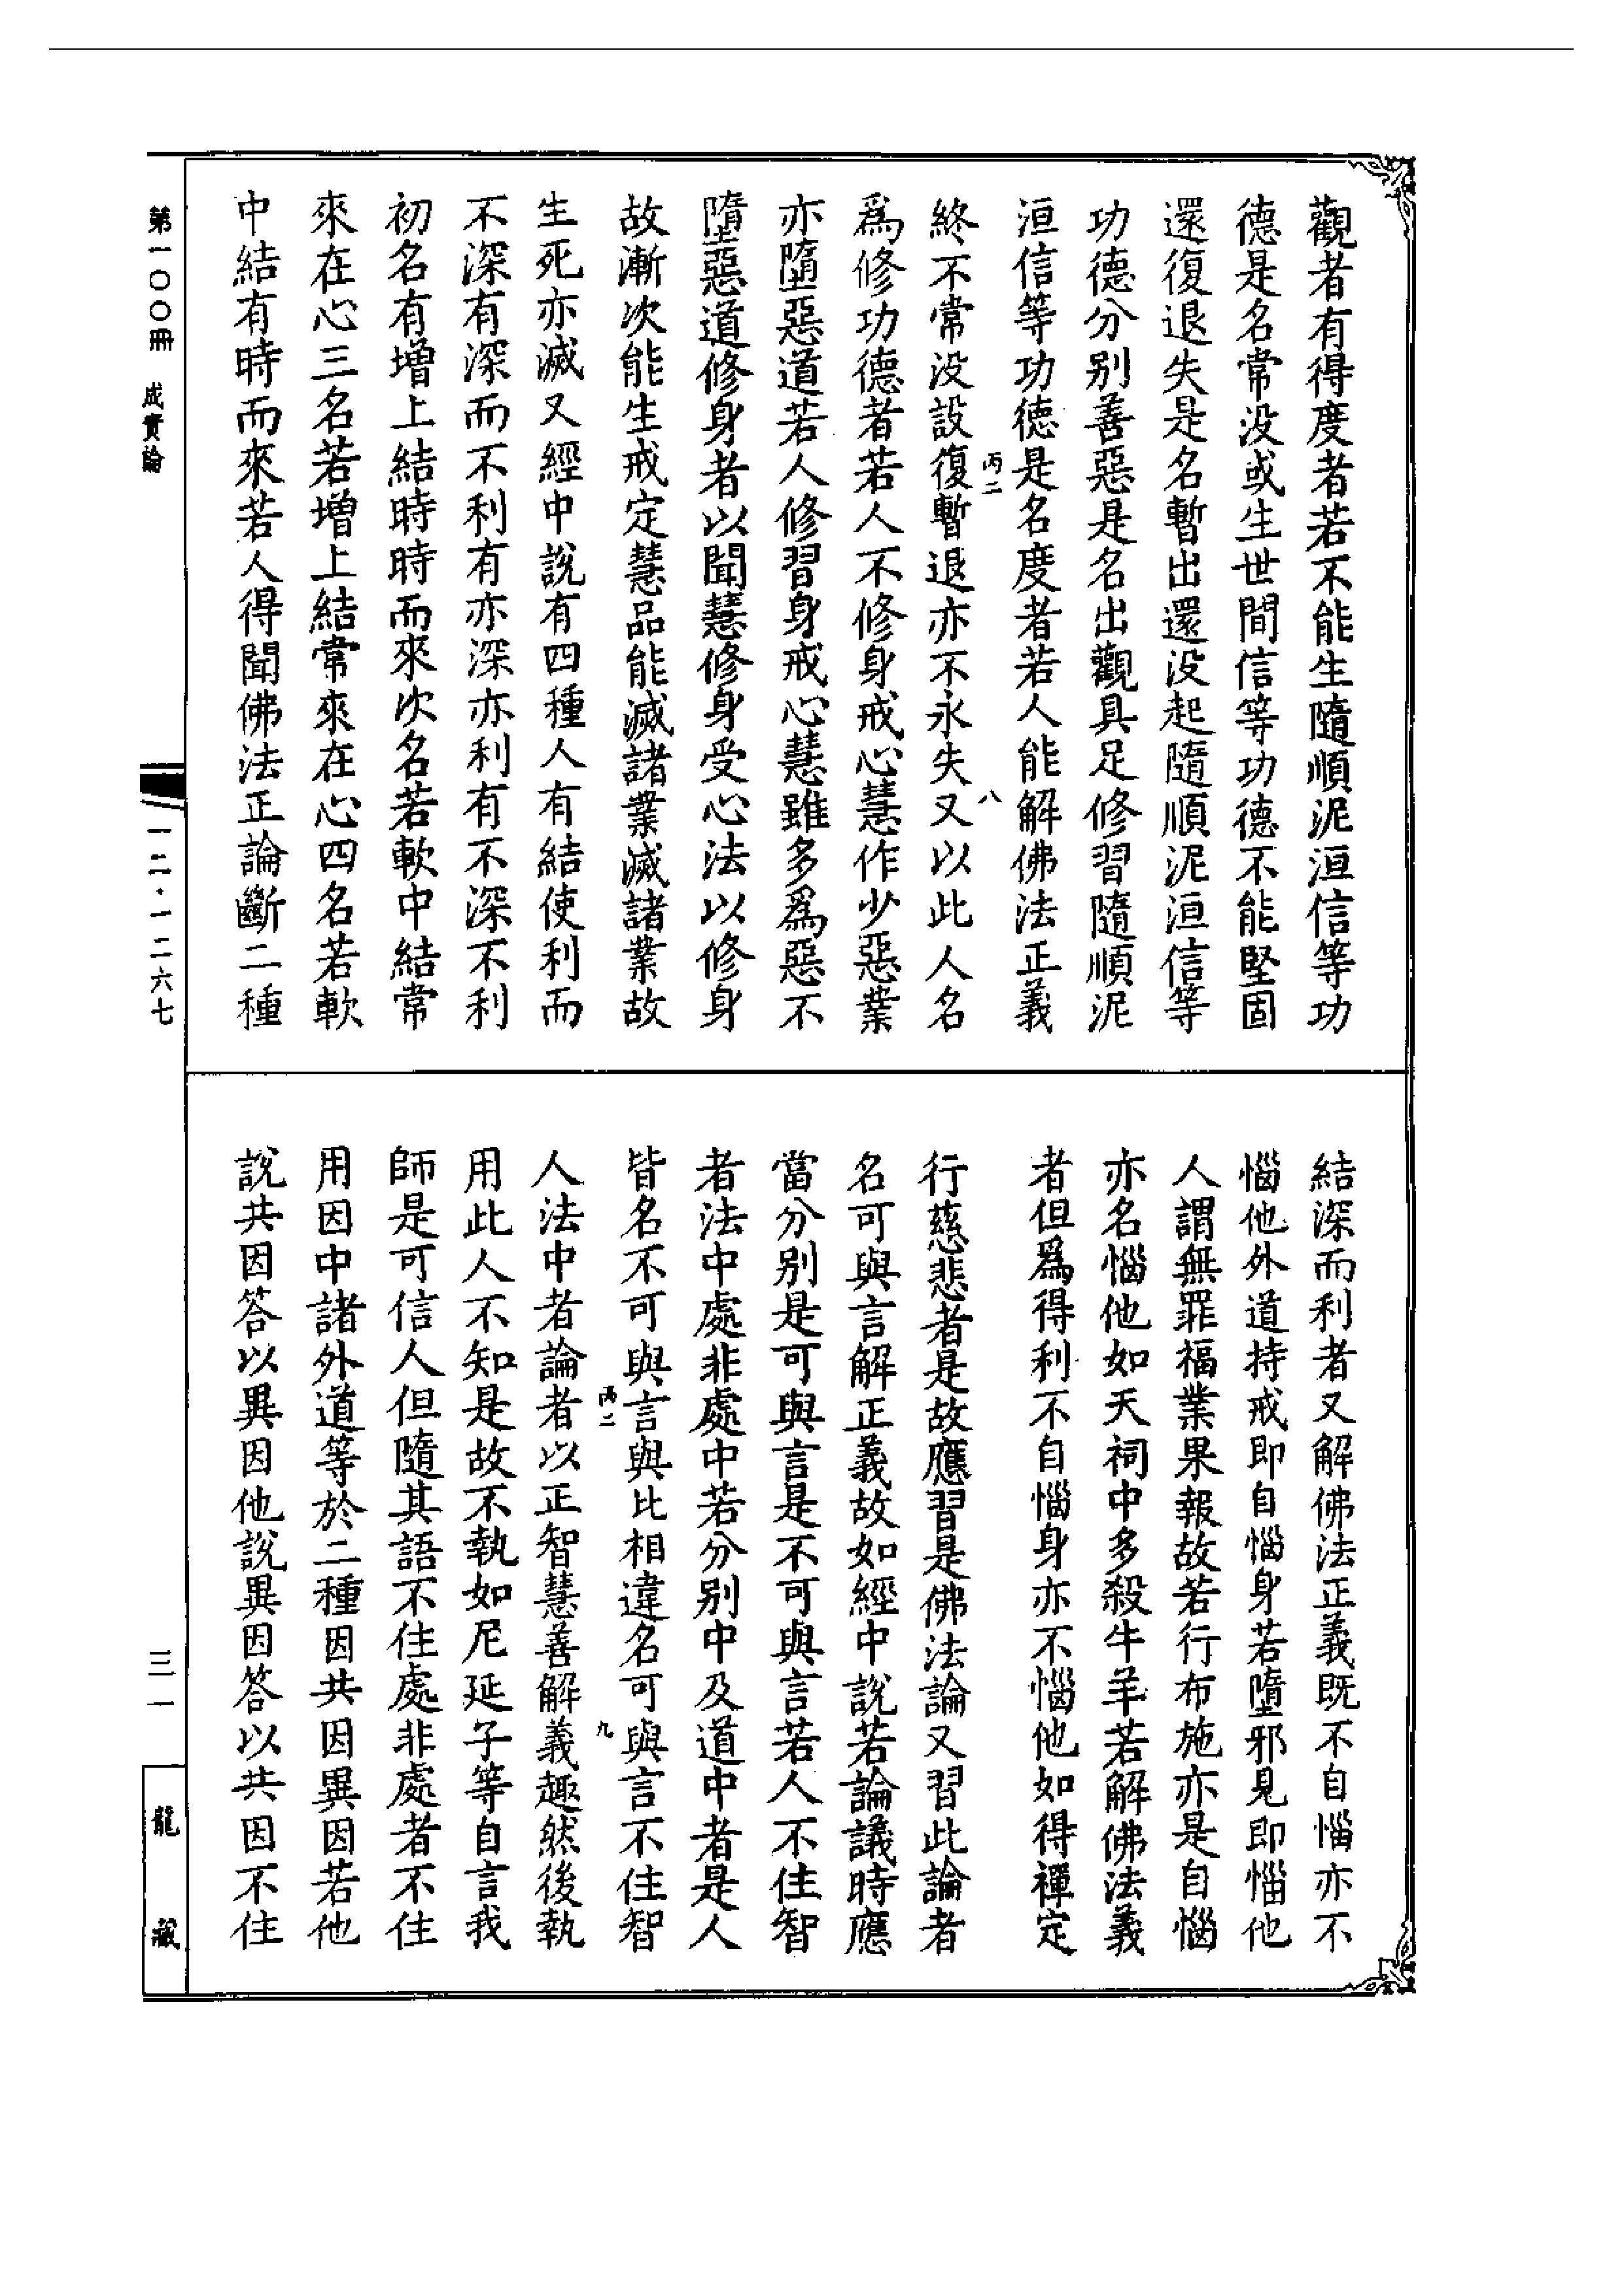 觀者有得度者若不能生隨順泥洹信等功
德是名常没或生世間信等功德不能堅固
還復退失是名暫出還没起隨順泥洹信等
功德分别善惡是名出觀具足修習隨順泥
洹信等功德是名度者若人能解佛法正義
丙二
八
終不常没設復暫退亦不永失又以此人名
爲修功德者若人不修身戒心慧作少惡業
亦墮惡道若人修習身戒心慧雖多爲惡不
墮惡道修身者以聞慧修身受心法以修身
故漸次能生戒定慧品能滅諸業滅諸業故
生死亦滅又經中說有四種人有結使利而
不深有深而不利有亦深亦利有不深不利
初名有增上結時時而來次名若軟中結常
來在心三名若增上結常來在心四名若軟
中結有時而來若人得聞佛法正論斷二種
結深而利者又解佛法正義既不自惱亦不
惱他外道持戒即自惱身若墮邪見即惱他
人謂無罪福業果報故若行布施亦是自惱
亦名惱他如天祠中多殺牛羊若解佛法義
者但爲得利不自惱身亦不惱他如得禪定
行慈悲者是故應習是佛法論又習此論者
名可與言解正義故如經中說若論議時應
當分别是可與言是不可與言若人不住智
者法中處非處中若分别中及道中者是人
皆名不可與言與比相違名可與言不住智
丙二
九
人法中者論者以正智慧善解義趣然後執
用此人不知是故不執如尼延子等自言我
師是可信人但隨其語不住處非處者不住
用因中諸外道等於二種因共因異因若他
說共因答以異因他說異因答以共因不住
第一〇〇冊
成實論
一二·一二六七
三一
龍藏